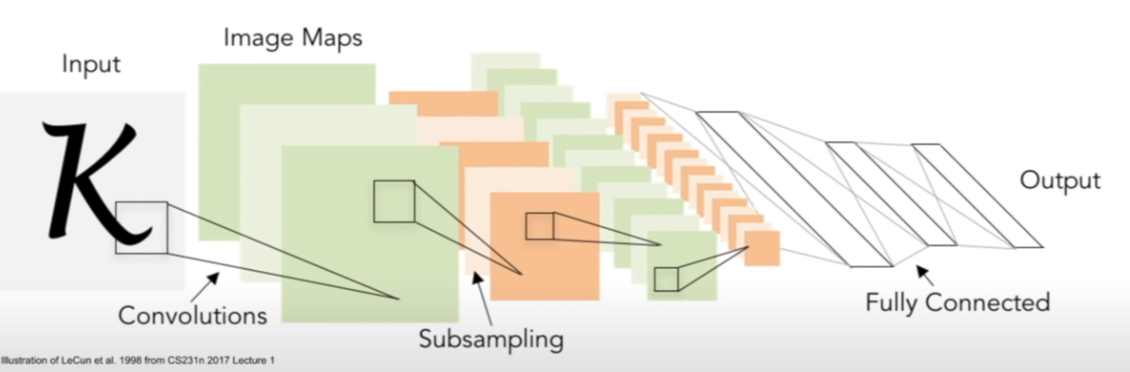 Image Maps
Input
K
Output
Fully Connected
Convolutions
Subsampling
Illustration of LeCun et al. 1998 from CS231n 2017 Lecture 1